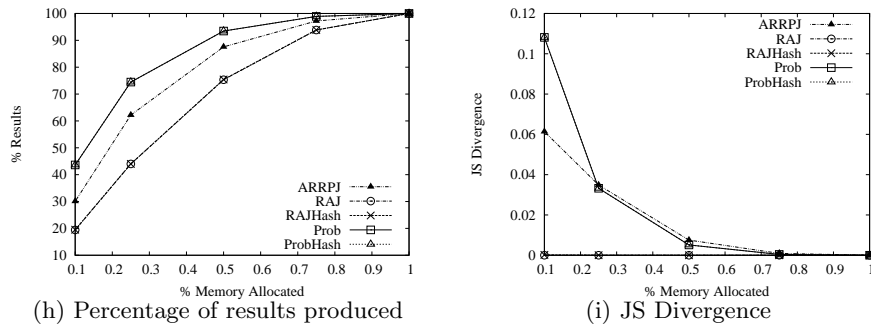 100
90
80
70
60
50
40
30
20
10
% Results
0.1 0.2 0.3 0.4 0.5 0.6 0.7 0.8 0.9 1
% Memory Allocated
ARRPJ
RAJ
RAJHash
Prob
ProbHash
(h) Percentage of results produced
0.12
0.1
0.08
0.06
0.04
0.02
0
JS Divergence
0.1 0.2 0.3 0.4 0.5 0.6 0.7 0.8 0.9 1
% Memory Allocated
ARRPJ
RAJ
RAJHash
Prob
ProbHash
(i) JS Divergence